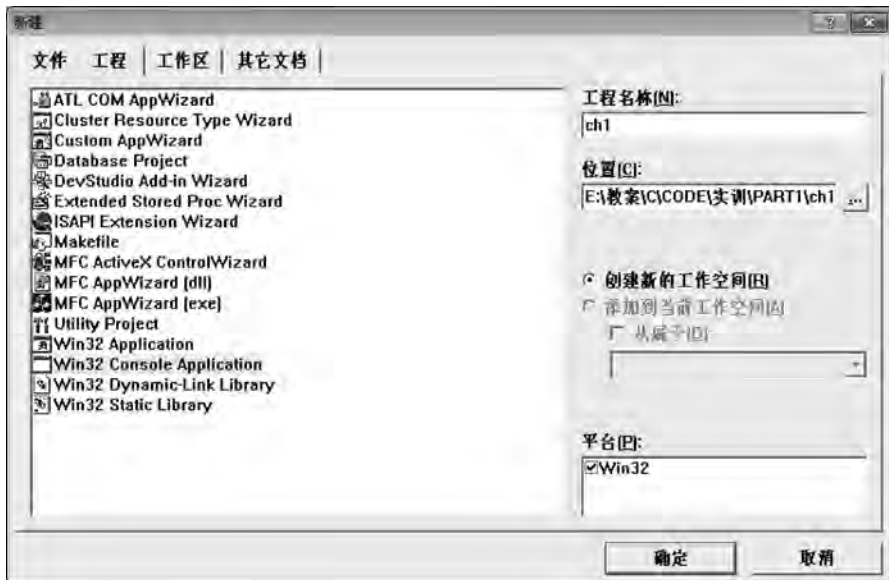 新建
文件 工程 工作区 其它文档
ATL COM AppWizard
Cluster Resource Type Wizard
Custom AppWizard
Database Project
DevStudio Add-in Wizard
Extended Stored Proc Wizard
ISAPI Extension Wizard
Makefile
MFC ActiveX ControlWizard
MFC AppWizard (dll)
MFC AppWizard (exe)
Utility Project
Win32 Application
Win32 Console Application
Win32 Dynamic-Link Library
Win32 Static Library
工程名称(N):
ch1
位置(C):
E:\教案\C\CODE\实训\PART1\ch1 ...
创建新的工作空间(R)
添加到当前工作空间(A)
从属于(D)
平台(P):
Win32
确定 取消